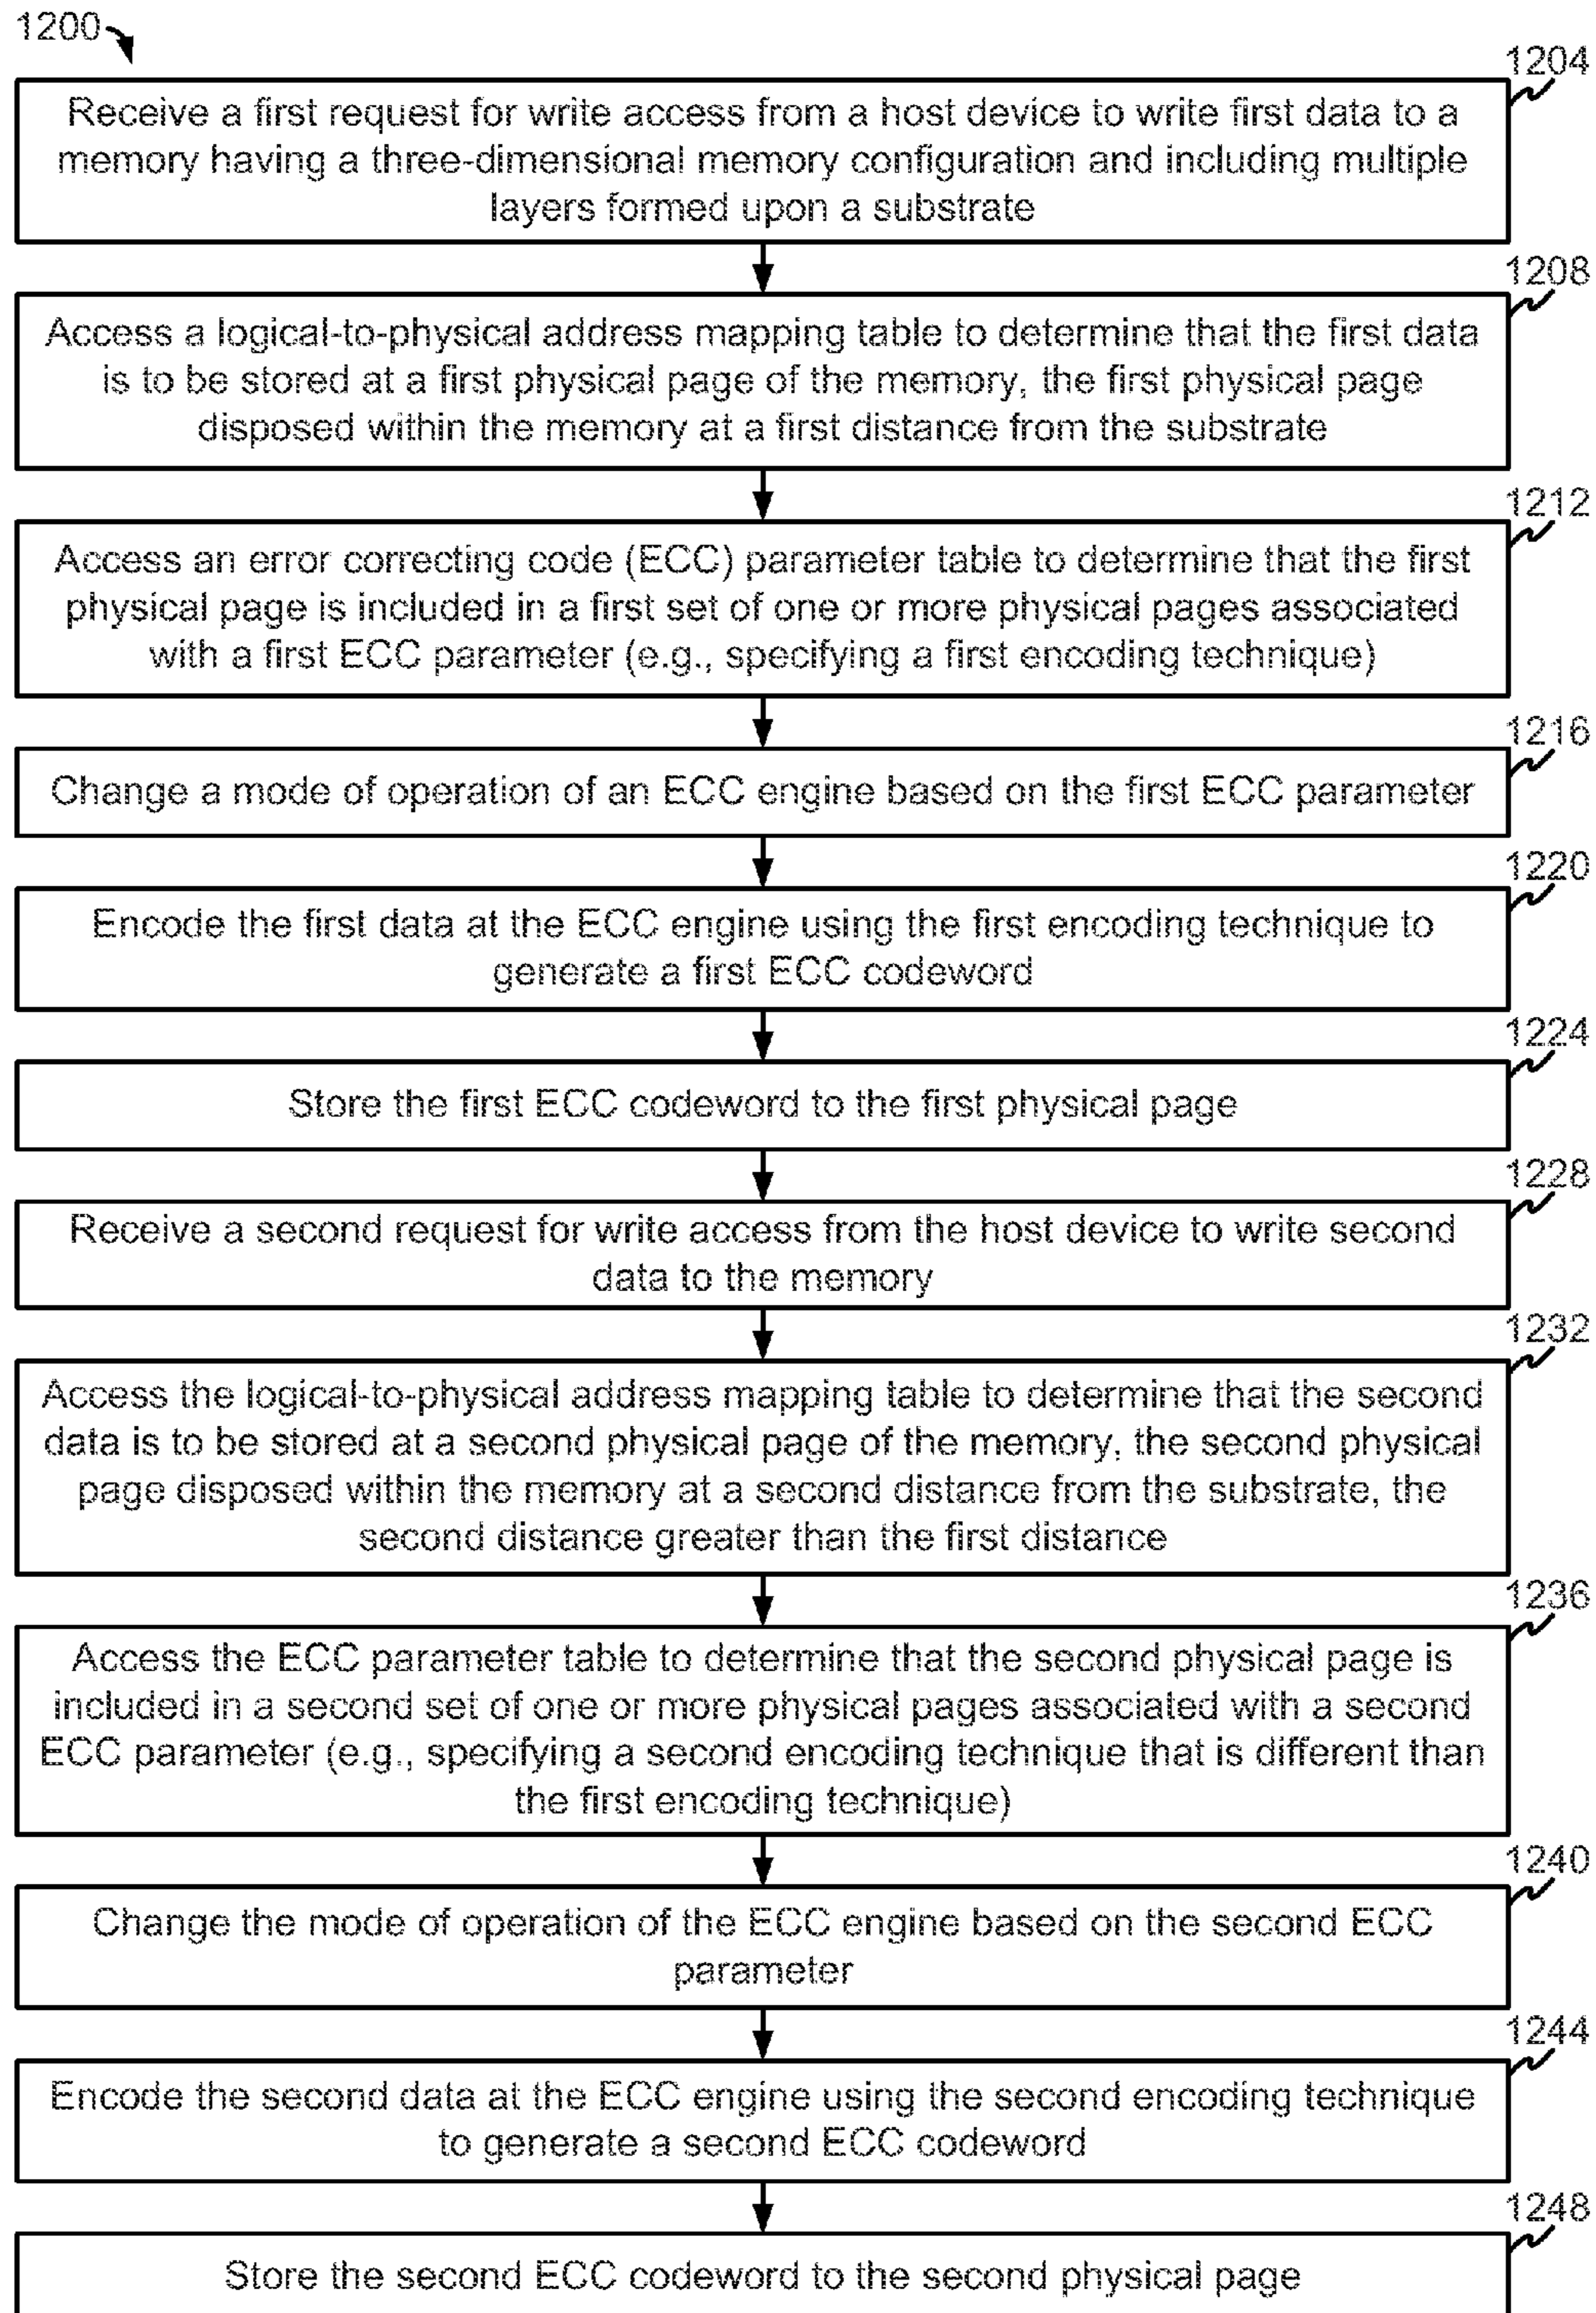 1200
1204
Receive a first request for write access from a host device to write first data to a
memory having a three-dimensional memory configuration and including multiple
layers formed upon a substrate
1208
Access a logical-to-physical address mapping table to determine that the first data
is to be stored at a first physical page of the memory, the first physical page
disposed within the memory at a first distance from the substrate
1212
Access an error correcting code (ECC) parameter table to determine that the first
physical page is included in a first set of one or more physical pages associated
with a first ECC parameter (e.g., specifying a first encoding technique)
1216
Change a mode of operation of an ECC engine based on the first ECC parameter
1220
Encode the first data at the ECC engine using the first encoding technique to
generate a first ECC codeword
1224
Store the first ECC codeword to the first physical page
1228
Receive a second request for write access from the host device to write second
data to the memory
1232
Access the logical-to-physical address mapping table to determine that the second
data is to be stored at a second physical page of the memory, the second physical
page disposed within the memory at a second distance from the substrate, the
second distance greater than the first distance
1236
Access the ECC parameter table to determine that the second physical page is
included in a second set of one or more physical pages associated with a second
ECC parameter (e.g., specifying a second encoding technique that is different than
the first encoding technique)
1240
Change the mode of operation of the ECC engine based on the second ECC
parameter
1244
Encode the second data at the ECC engine using the second encoding technique
to generate a second ECC codeword
1248
Store the second ECC codeword to the second physical page